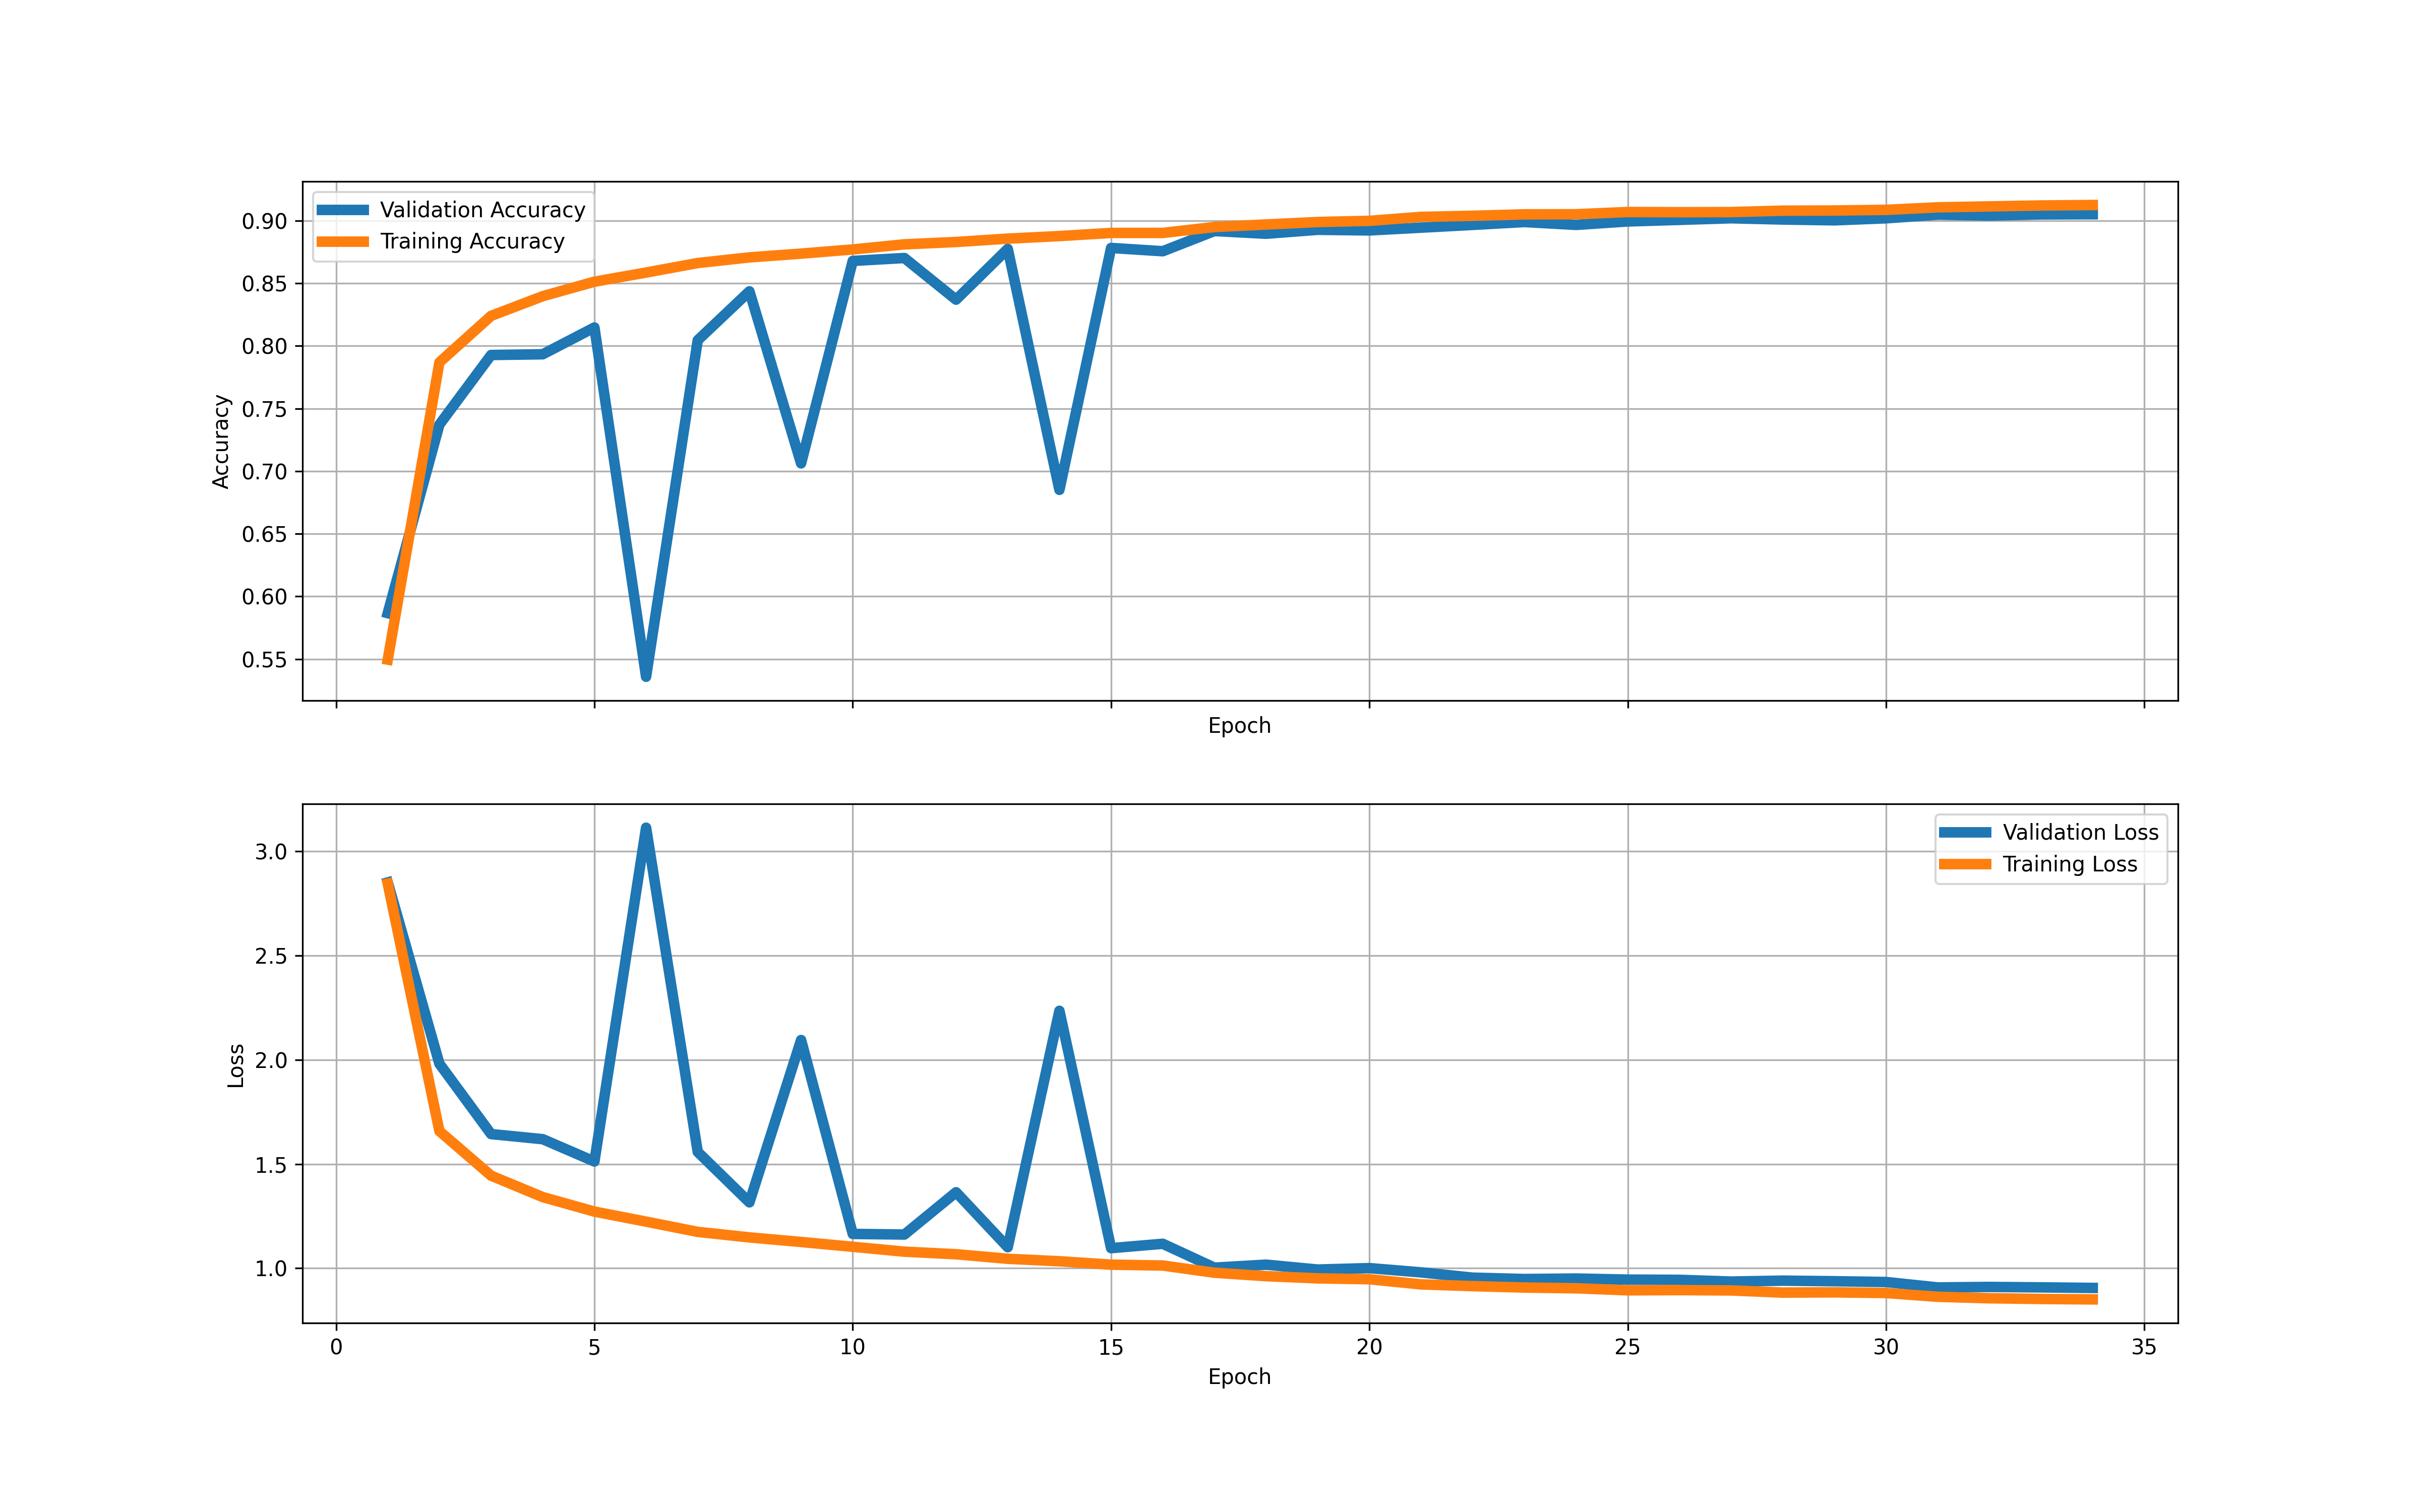 Validation Accuracy
Training Accuracy
0.90
0.85
0.80
0.75
0.70
0.65
0.60
0.55
Accuracy
Epoch
Validation Loss
Training Loss
3.0
2.5
2.0
1.5
1.0
Loss
0 5 10 15 20 25 30 35
Epoch